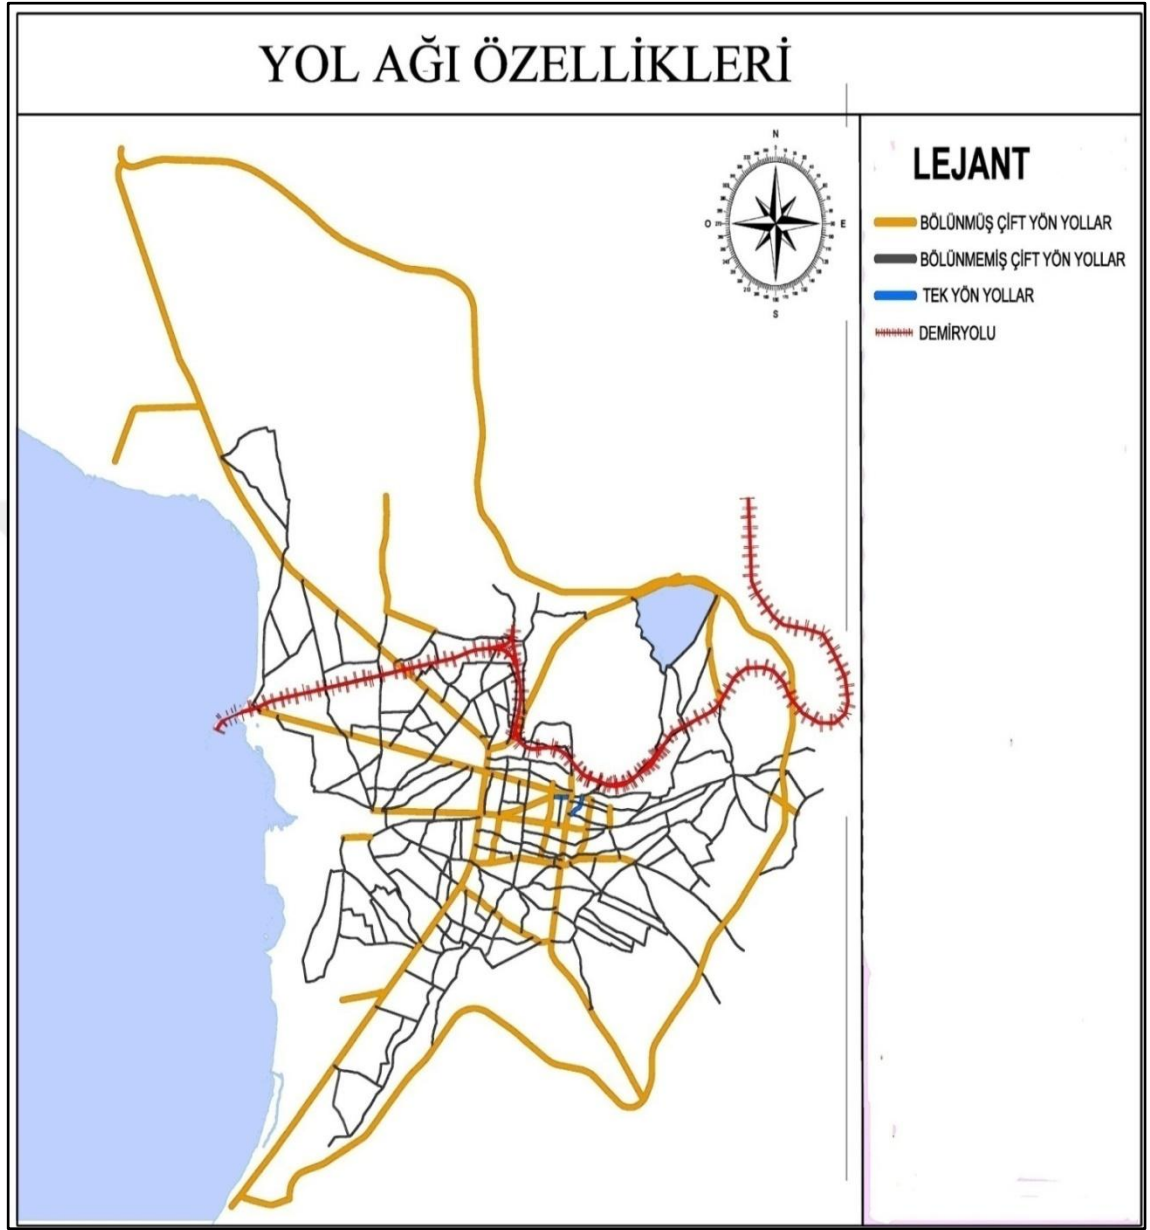 YOL AĞI ÖZELLİKLERİ
N
O
E
S
LEJANT
BÖLÜNMÜŞ ÇİFT YÖN YOLLAR
BÖLÜNMEMİŞ ÇİFT YÖN YOLLAR
TEK YÖN YOLLAR
DEMİRYOLU